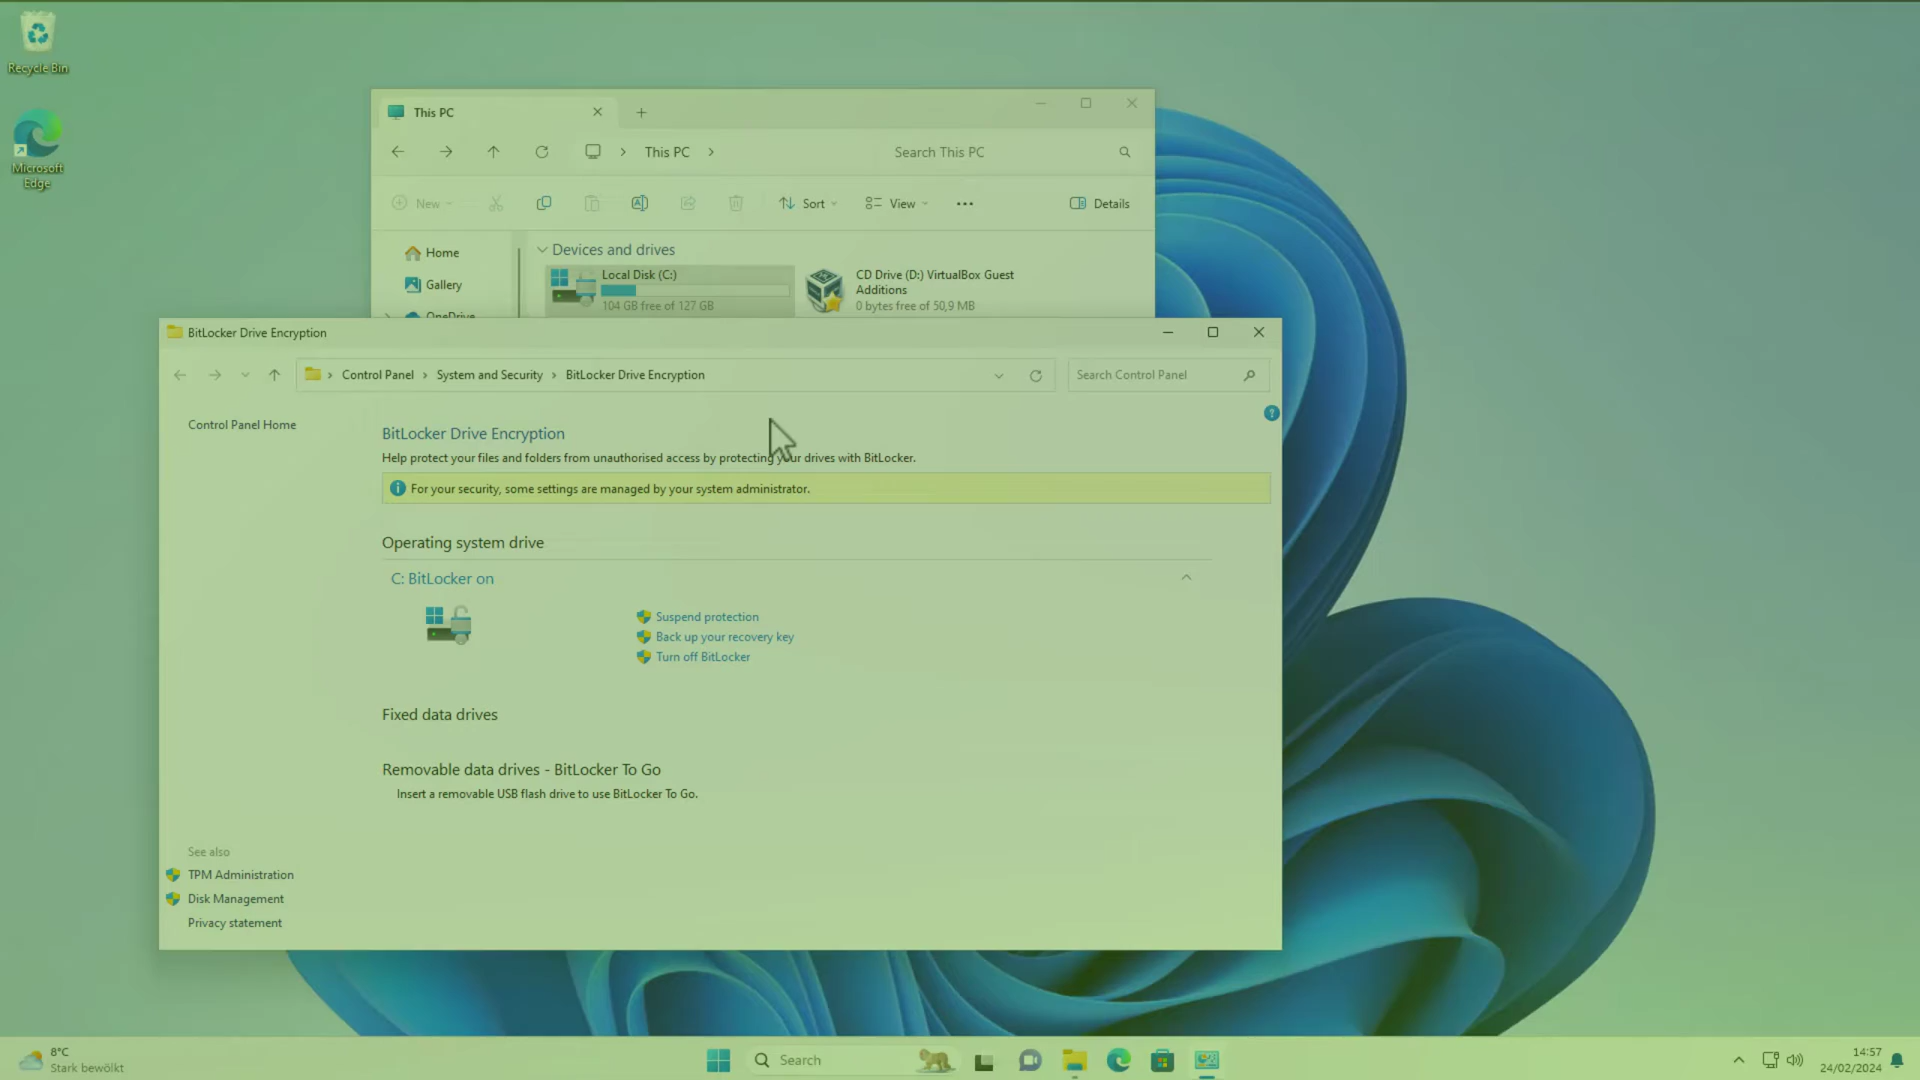 Recycle Bin
Microsoft
Edge
This PC
This PC
Search This PC
New
Sort
View
Details
Home
Gallery
OneDrive
Devices and drives
Local Disk (C:)
104 GB free of 127 GB
CD Drive (D:) VirtualBox Guest
Additions
0 bytes free of 50,9 MB
BitLocker Drive Encryption
Control Panel
System and Security
BitLocker Drive Encryption
Search Control Panel
Control Panel Home
BitLocker Drive Encryption
Help protect your files and folders from unauthorised access by protecting your drives with BitLocker.
For your security, some settings are managed by your system administrator.
Operating system drive
C: BitLocker on
Suspend protection
Back up your recovery key
Turn off BitLocker
Fixed data drives
Removable data drives - BitLocker To Go
Insert a removable USB flash drive to use BitLocker To Go.
See also
TPM Administration
Disk Management
Privacy statement
8°C
Stark bewölkt
Search
14:57
24/02/2024